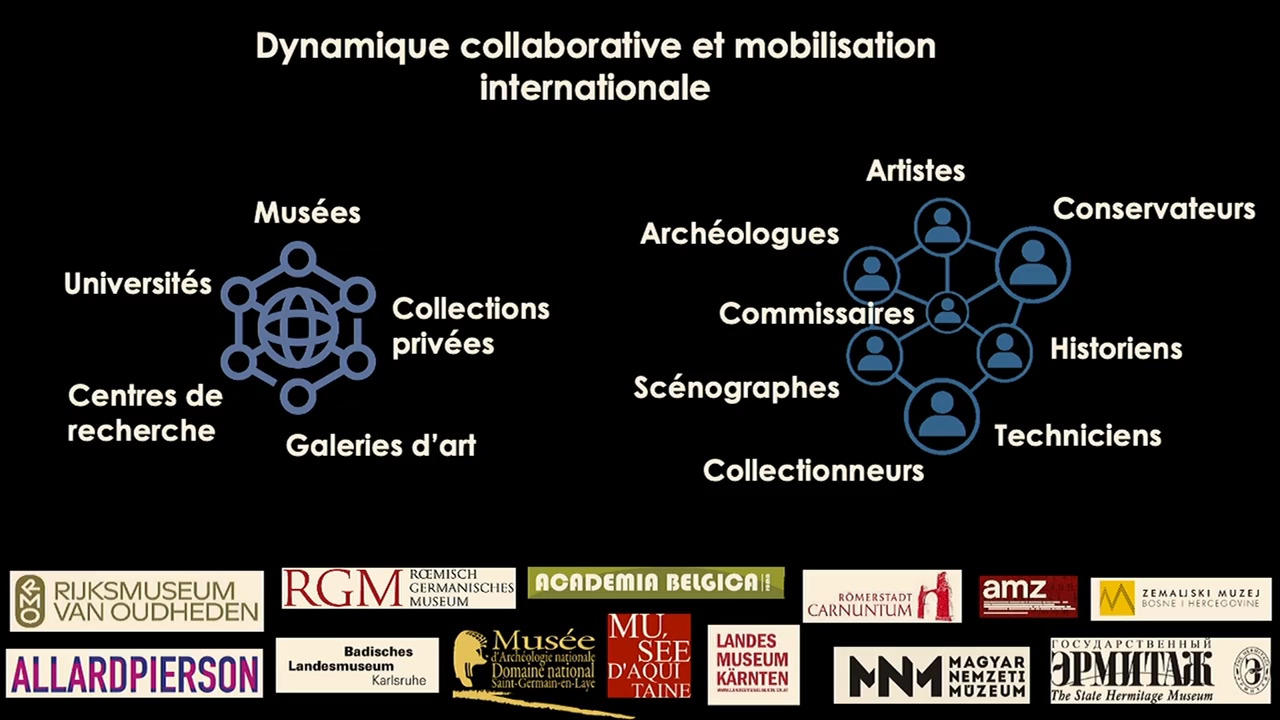 Dynamique collaborative et mobilisation
internationale
Musées
Universités
Collections
privées
Centres de
recherche
Galeries d'art
Artistes
Conservateurs
Archéologues
Commissaires
Historiens
Scénographes
Techniciens
Collectionneurs
RIJKSMUSEUM
VAN OUDHEDEN
RGM
RŒMISCH
GERMANISCHES
MUSEUM
ACADEMIA BELGICA
RÖMERSTADT
CARNUNTUM
amz
ZEMALJSKI MUZEJ
BOSNE I HERCEGOVINE
ALLARDPIERSON
Badisches
Landesmuseum
Karlsruhe
Musée
d'Archéologie nationale
Domaine national
Saint-Germain-en-Laye
MU,
SÉE
D'AQUI
TAINE
LANDES
MUSEUM
KÄRNTEN
MNM
MAGYAR
NEMZETI
MÚZEUM
ГОСУДАРСТВЕННЫЙ
ЭРМИТАЖ
The State Hermitage Museum